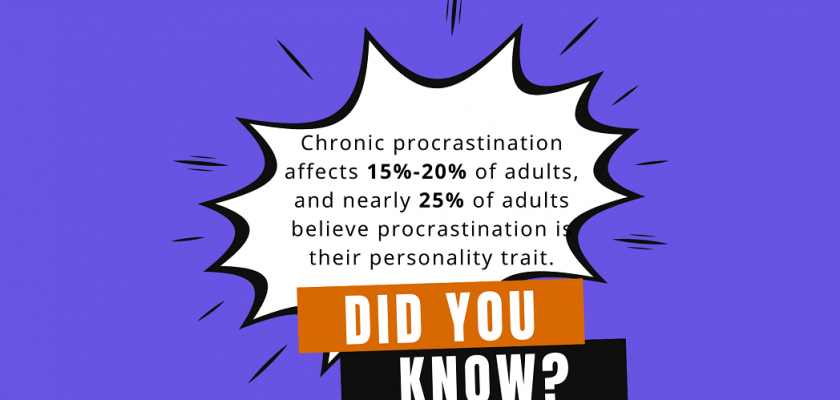 Chronic procrastination
affects 15%-20% of adults,
and nearly 25% of adults
believe procrastination is
their personality trait.
DID YOU
KNOW?